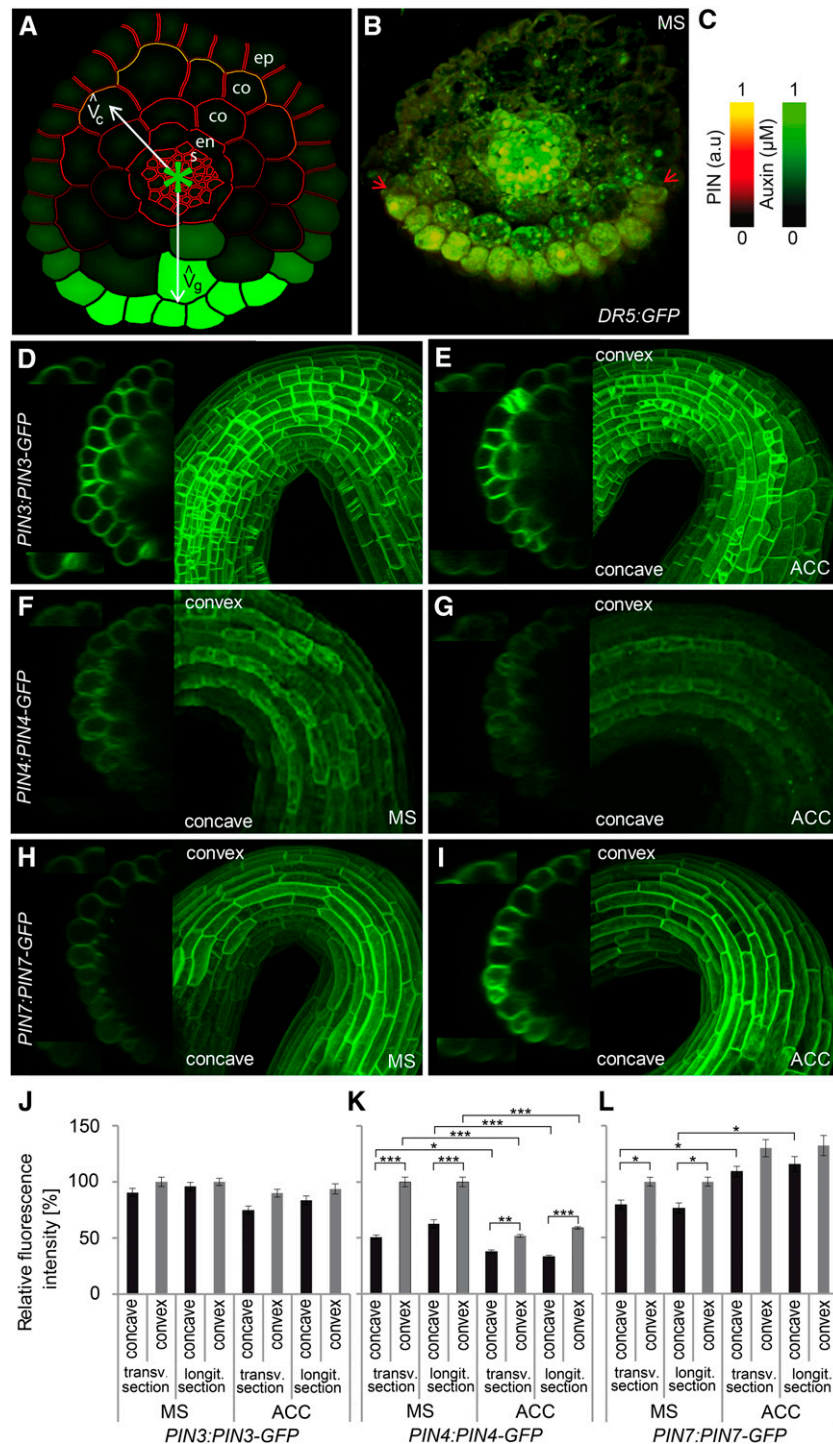 A
ep
co
co
en
s
^
Vc
^
Vg
B
MS
DR5:GFP
C
1
1
PIN (a.u)
Auxin (µM)
0
0
D
PIN3:PIN3-GFP
E
convex
concave
ACC
F
PIN4:PIN4-GFP
convex
concave
MS
G
convex
concave
ACC
H
PIN7:PIN7-GFP
convex
concave
MS
I
convex
concave
ACC
J
K
L
Relative fluorescence
intensity [%]
150
100
50
0
***
***
***
*
***
***
**
***
*
*
*
*
concave
convex
concave
convex
concave
convex
concave
convex
concave
convex
concave
convex
concave
convex
concave
convex
concave
convex
concave
convex
concave
convex
concave
convex
transv. section
longit. section
transv. section
longit. section
transv. section
longit. section
transv. section
longit. section
transv. section
longit. section
transv. section
longit. section
MS
ACC
MS
ACC
MS
ACC
PIN3:PIN3-GFP
PIN4:PIN4-GFP
PIN7:PIN7-GFP